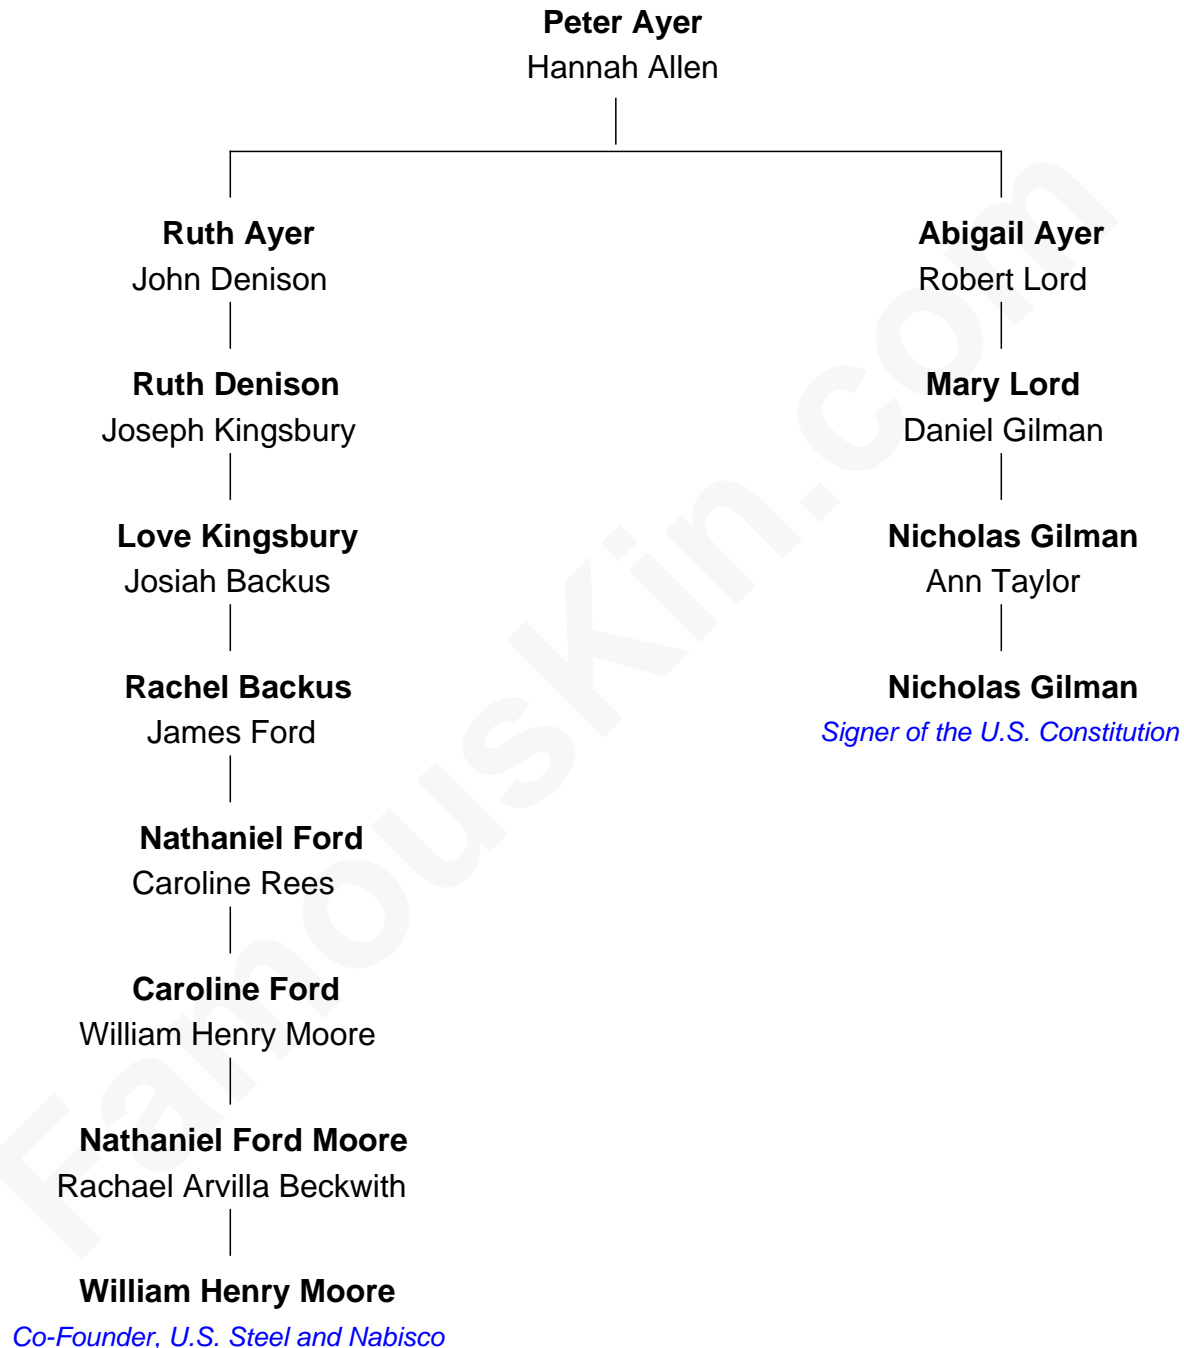 Peter Ayer
Hannah Allen
Ruth Ayer
John Denison
Abigail Ayer
Robert Lord
Ruth Denison
Joseph Kingsbury
Mary Lord
Daniel Gilman
Love Kingsbury
Josiah Backus
Nicholas Gilman
Ann Taylor
Rachel Backus
James Ford
Nicholas Gilman
Signer of the U.S. Constitution
Nathaniel Ford
Caroline Rees
Caroline Ford
William Henry Moore
Nathaniel Ford Moore
Rachael Arvilla Beckwith
William Henry Moore
Co-Founder, U.S. Steel and Nabisco
FamousKin.com